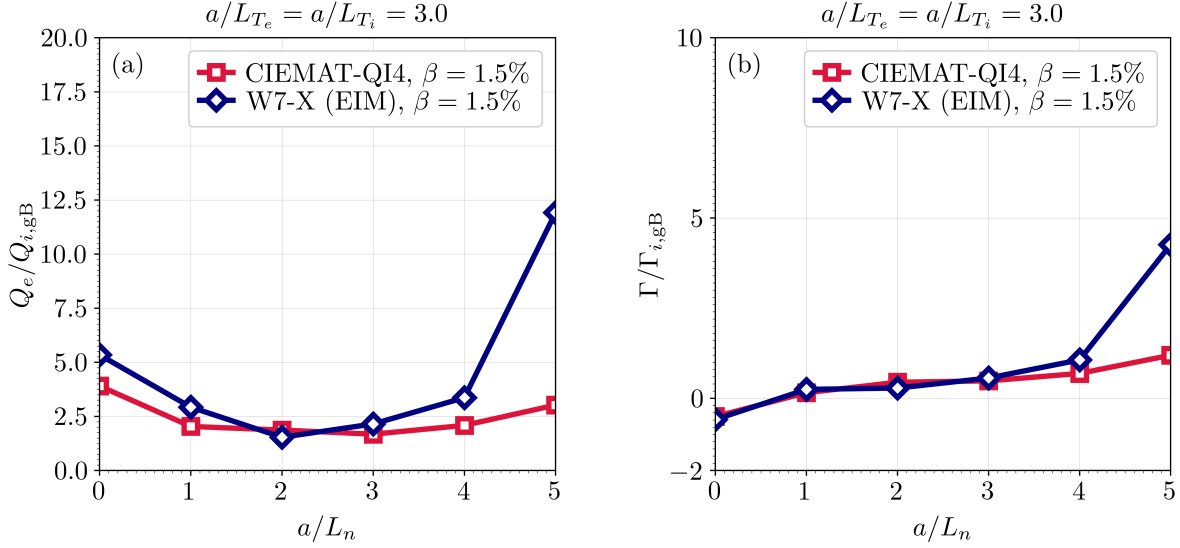 a/L_{T_e} = a/L_{T_i} = 3.0
(a)
CIEMAT-QI4, β = 1.5%
W7-X (EIM), β = 1.5%
Q_e/Q_{i,gB}
20.0
17.5
15.0
12.5
10.0
7.5
5.0
2.5
0.0
0 1 2 3 4 5
a/L_n
a/L_{T_e} = a/L_{T_i} = 3.0
(b)
CIEMAT-QI4, β = 1.5%
W7-X (EIM), β = 1.5%
Γ/Γ_{i,gB}
10
5
0
−2
0 1 2 3 4 5
a/L_n